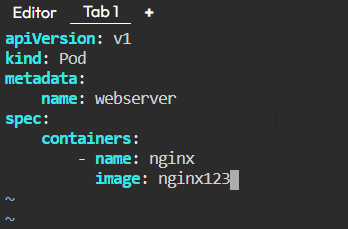 Editor Tab 1 +
apiVersion: v1
kind: Pod
metadata:
    name: webserver
spec:
    containers:
        - name: nginx
          image: nginx123
~
~